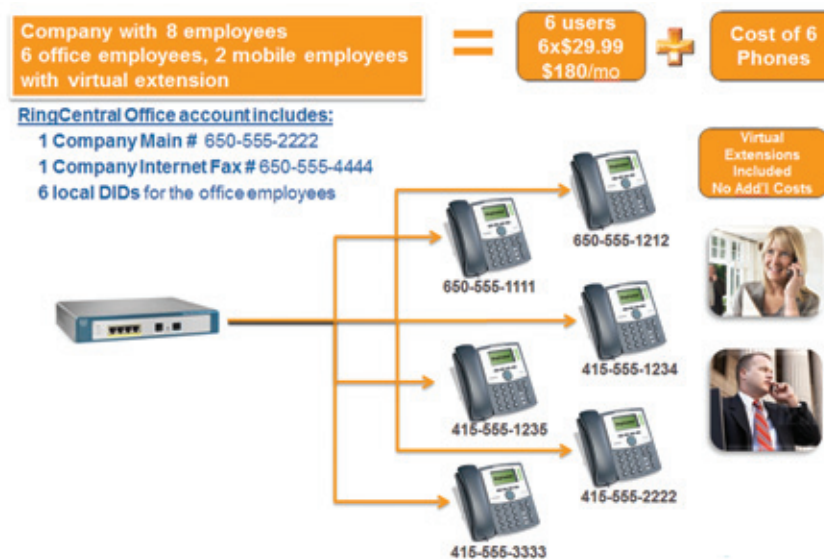 Company with 8 employees
6 office employees, 2 mobile employees
with virtual extension
=
6 users
6x$29.99
$180/mo
+
Cost of 6
Phones
RingCentral Office account includes:
1 Company Main # 650-555-2222
1 Company Internet Fax # 650-555-4444
6 local DIDs for the office employees
Virtual
Extensions
Included
No Add'l Costs
650-555-1212
650-555-1111
415-555-1234
415-555-1235
415-555-2222
415-555-3333